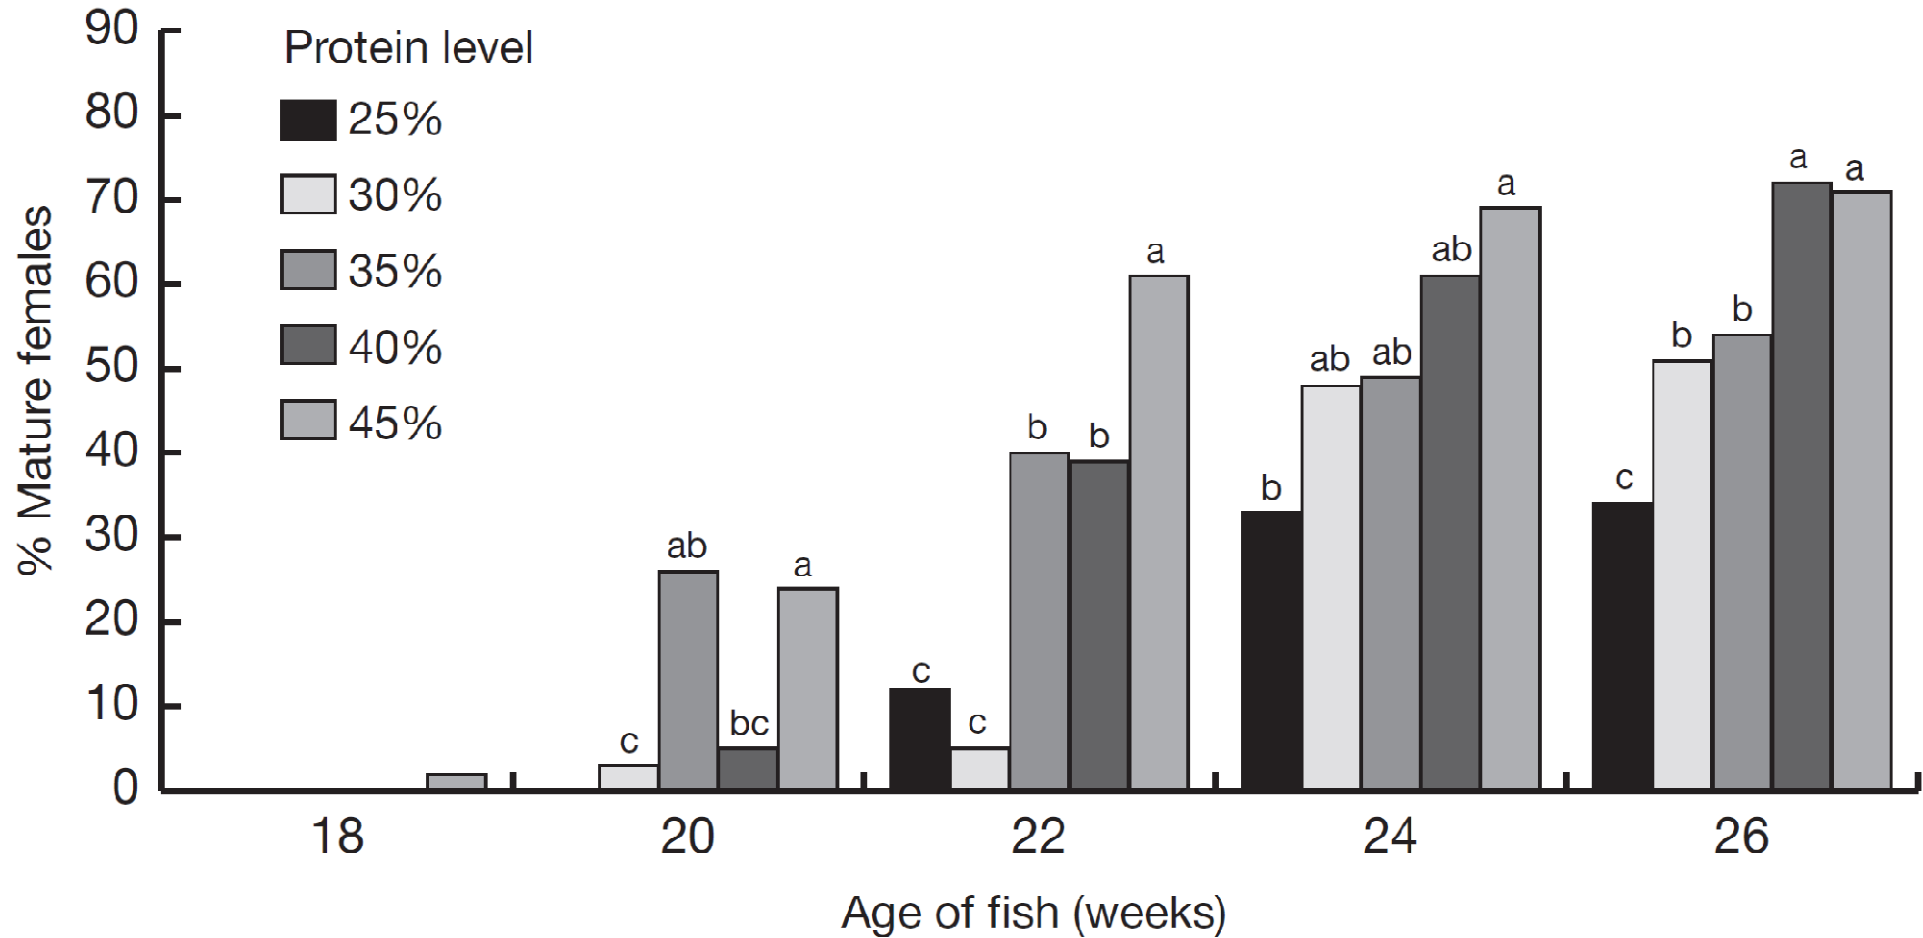 90
80
70
60
50
40
30
20
10
0
% Mature females
Protein level
25%
30%
35%
40%
45%
c
ab
bc
a
c
c
b
b
a
b
ab
ab
ab
a
c
b
b
a
a
18
20
22
24
26
Age of fish (weeks)